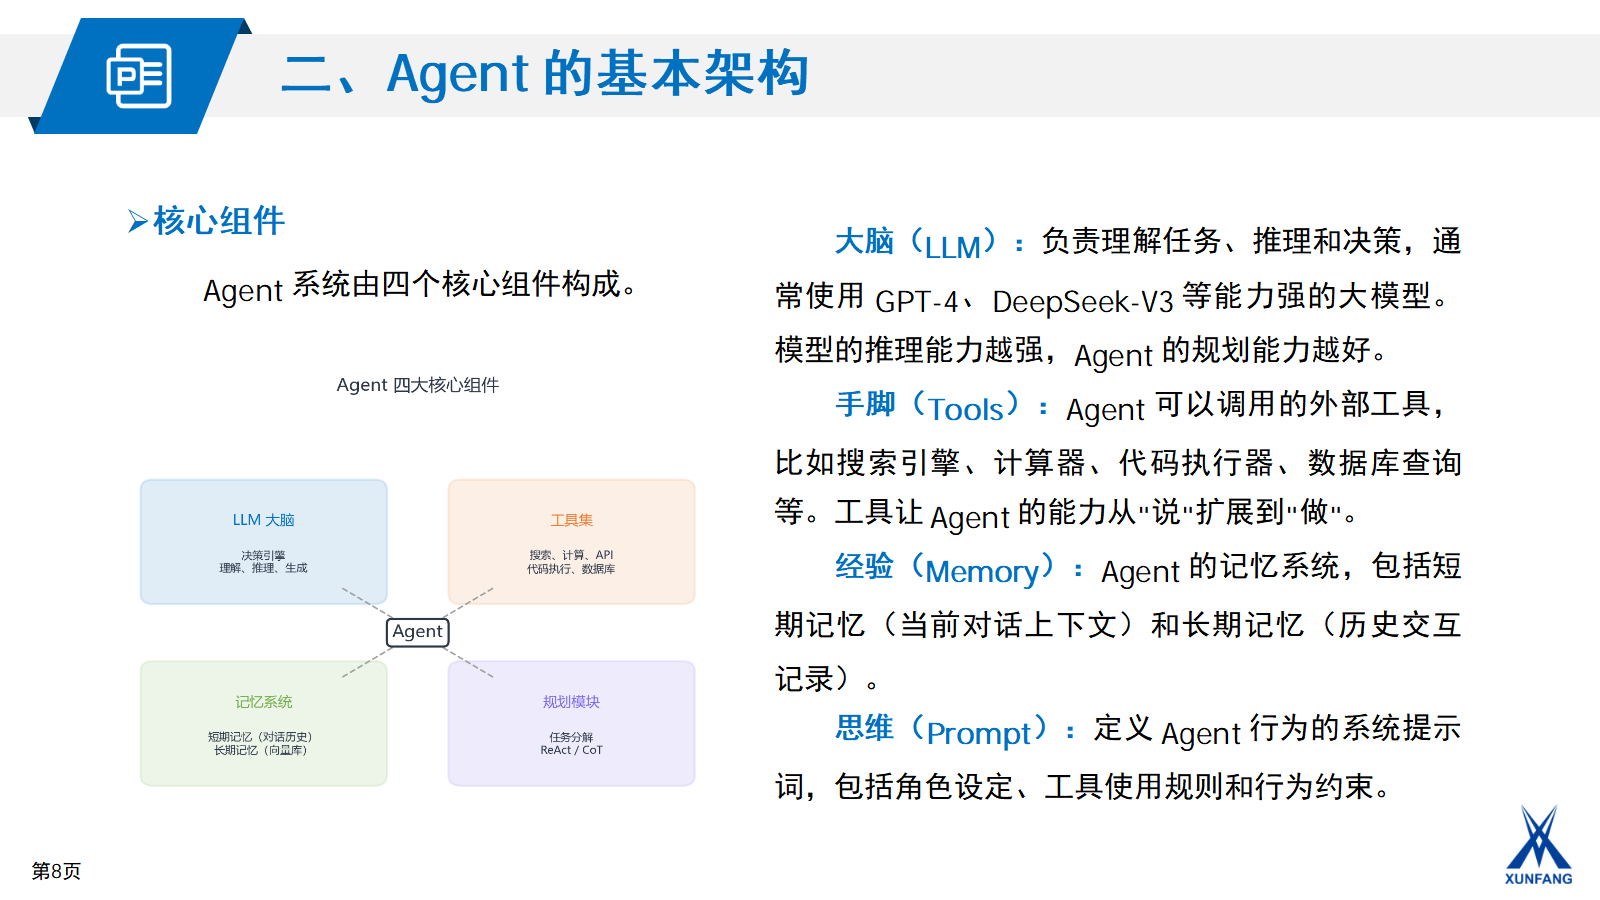 二、Agent 的基本架构
➢核心组件
Agent 系统由四个核心组件构成。
Agent 四大核心组件
LLM 大脑
决策引擎
理解、推理、生成
工具集
搜索、计算、API
代码执行、数据库
Agent
记忆系统
短期记忆（对话历史）
长期记忆（向量库）
规划模块
任务分解
ReAct / CoT
大脑（LLM）：负责理解任务、推理和决策，通
常使用 GPT-4、DeepSeek-V3 等能力强的大模型。
模型的推理能力越强，Agent 的规划能力越好。
手脚（Tools）：Agent 可以调用的外部工具，
比如搜索引擎、计算器、代码执行器、数据库查询
等。工具让 Agent 的能力从"说"扩展到"做"。
经验（Memory）：Agent 的记忆系统，包括短
期记忆（当前对话上下文）和长期记忆（历史交互
记录）。
思维（Prompt）：定义 Agent 行为的系统提示
词，包括角色设定、工具使用规则和行为约束。
第8页
XUNFANG